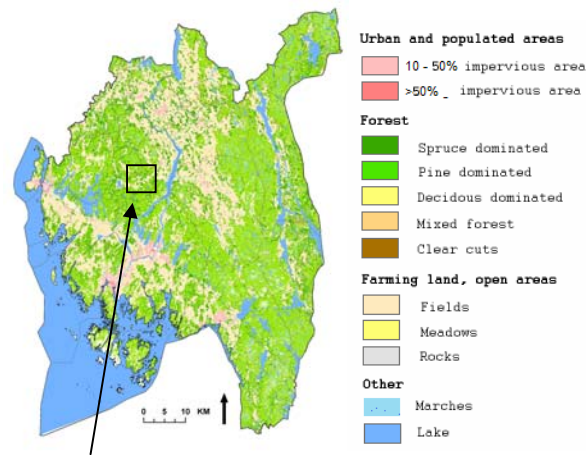 Urban and populated areas
10 - 50% impervious area
>50% _ impervious area
Forest
Spruce dominated
Pine dominated
Decidous dominated
Mixed forest
Clear cuts
Farming land, open areas
Fields
Meadows
Rocks
Other
Marches
Lake
0 5 10 KM